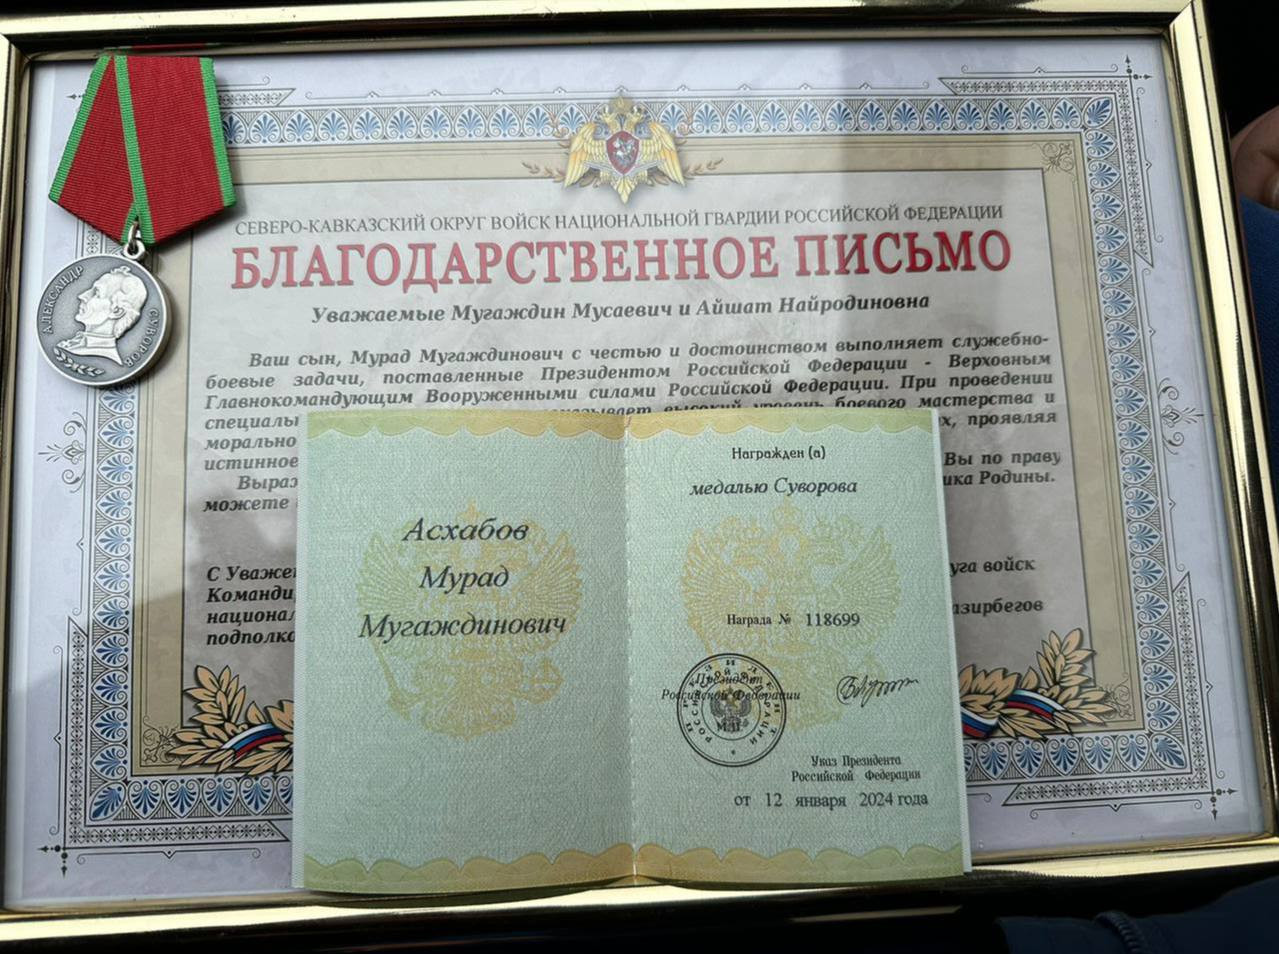 СЕВЕРО-КАВКАЗСКИЙ ОКРУГ ВОЙСК НАЦИОНАЛЬНОЙ ГВАРДИИ РОССИЙСКОЙ ФЕДЕРАЦИИ
БЛАГОДАРСТВЕННОЕ ПИСЬМО
Уважаемые Мугаждин Мусаевич и Айшат Найродиновна
Ваш сын, Мурад Мугаждинович с честью и достоинством выполняет служебно-
боевые задачи, поставленные Президентом Российской Федерации - Верховным
Главнокомандующим Вооруженными силами Российской Федерации. При проведении
высокий уровень боевого мастерства и
проявляя
истинное Вы по праву
Родины.
можете
С
войск
АЛЕКСАНДР
СУВОРОВ
Асхабов
Мурад
Мугаждинович
Награжден (а)
медалью Суворова
Награда № 118699
Президент
Российской Федерации
М.П.
Указ Президента
Российской Федерации
от 12 января 2024 года